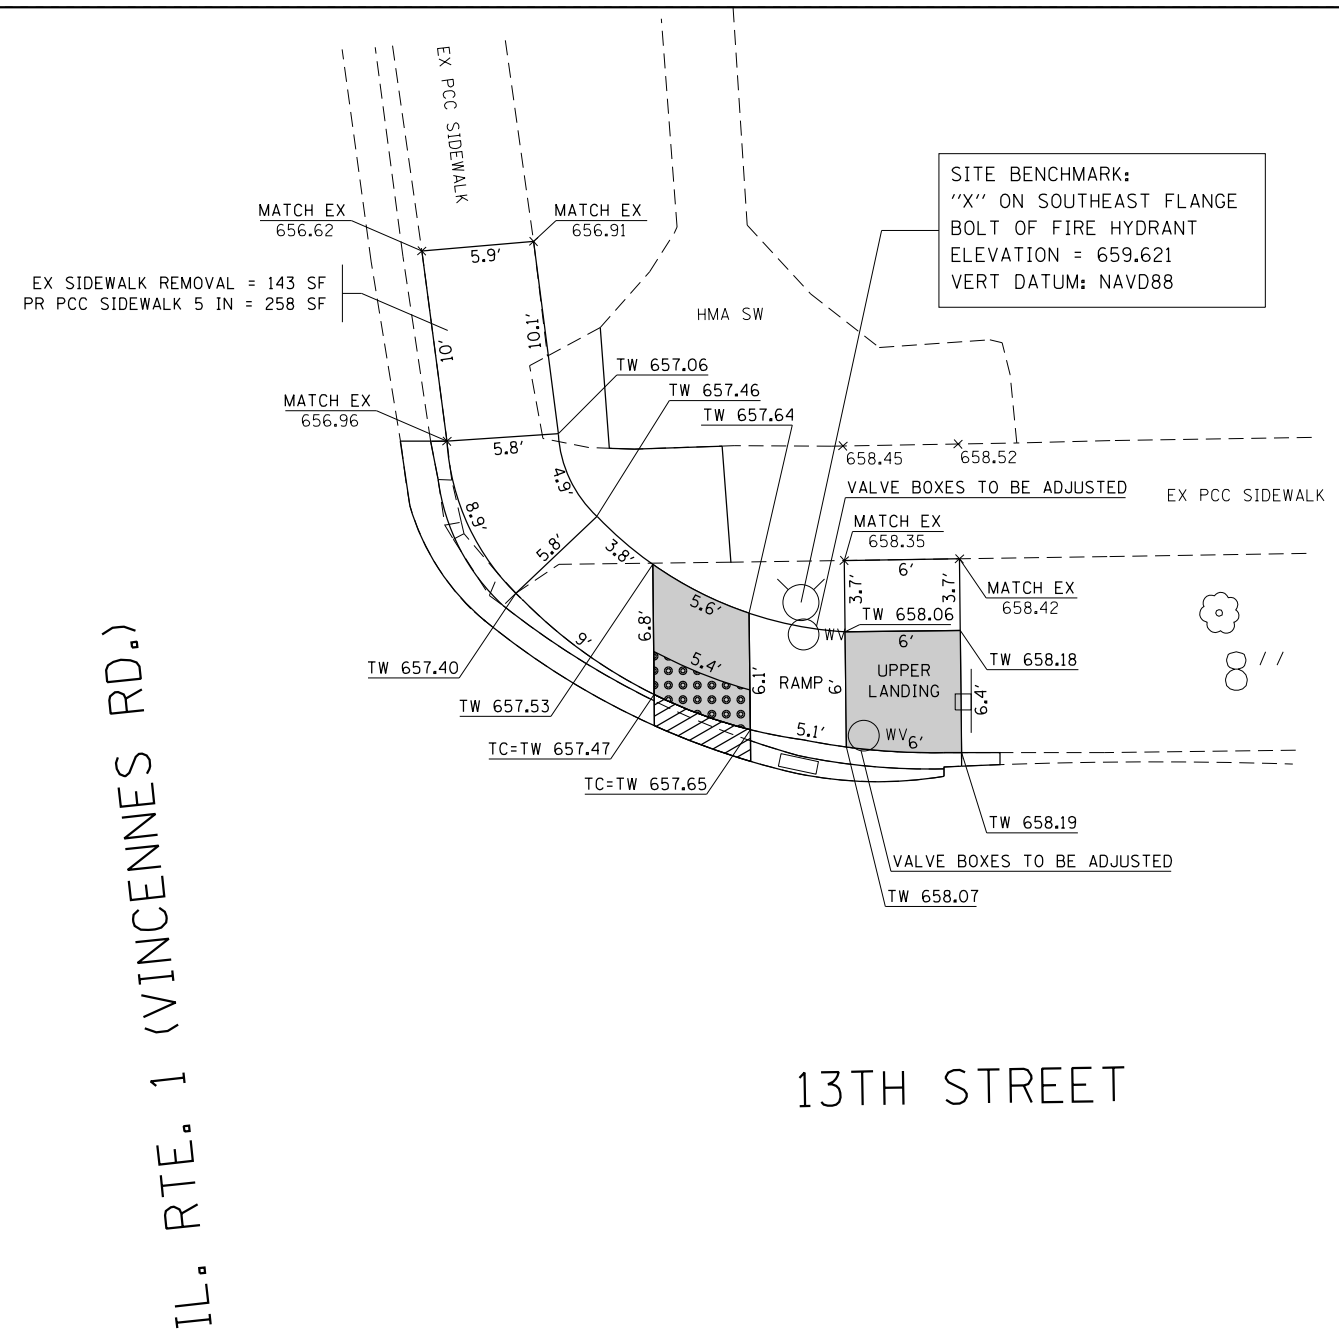 EX PCC SIDEWALK
SITE BENCHMARK:
"X" ON SOUTHEAST FLANGE
BOLT OF FIRE HYDRANT
ELEVATION = 659.621
VERT DATUM: NAVD88
MATCH EX
656.62
MATCH EX
656.91
5.9'
EX SIDEWALK REMOVAL = 143 SF
PR PCC SIDEWALK 5 IN = 258 SF
HMA SW
10'
10.1'
TW 657.06
TW 657.46
TW 657.64
MATCH EX
656.96
5.8'
658.45
658.52
4.9'
VALVE BOXES TO BE ADJUSTED
EX PCC SIDEWALK
8.9'
MATCH EX
658.35
5.8'
3.8'
6'
3.7'
3.7'
MATCH EX
658.42
5.6'
TW 658.06
6.8'
9'
WV
6'
TW 657.40
5.4'
TW 658.18
6.1'
RAMP
6'
UPPER
LANDING
6.4'
TW 657.53
5.1'
WV
6'
TC=TW 657.47
TC=TW 657.65
TW 658.19
VALVE BOXES TO BE ADJUSTED
TW 658.07
IL. RTE. 1 (VINCENNES RD.)
13TH STREET